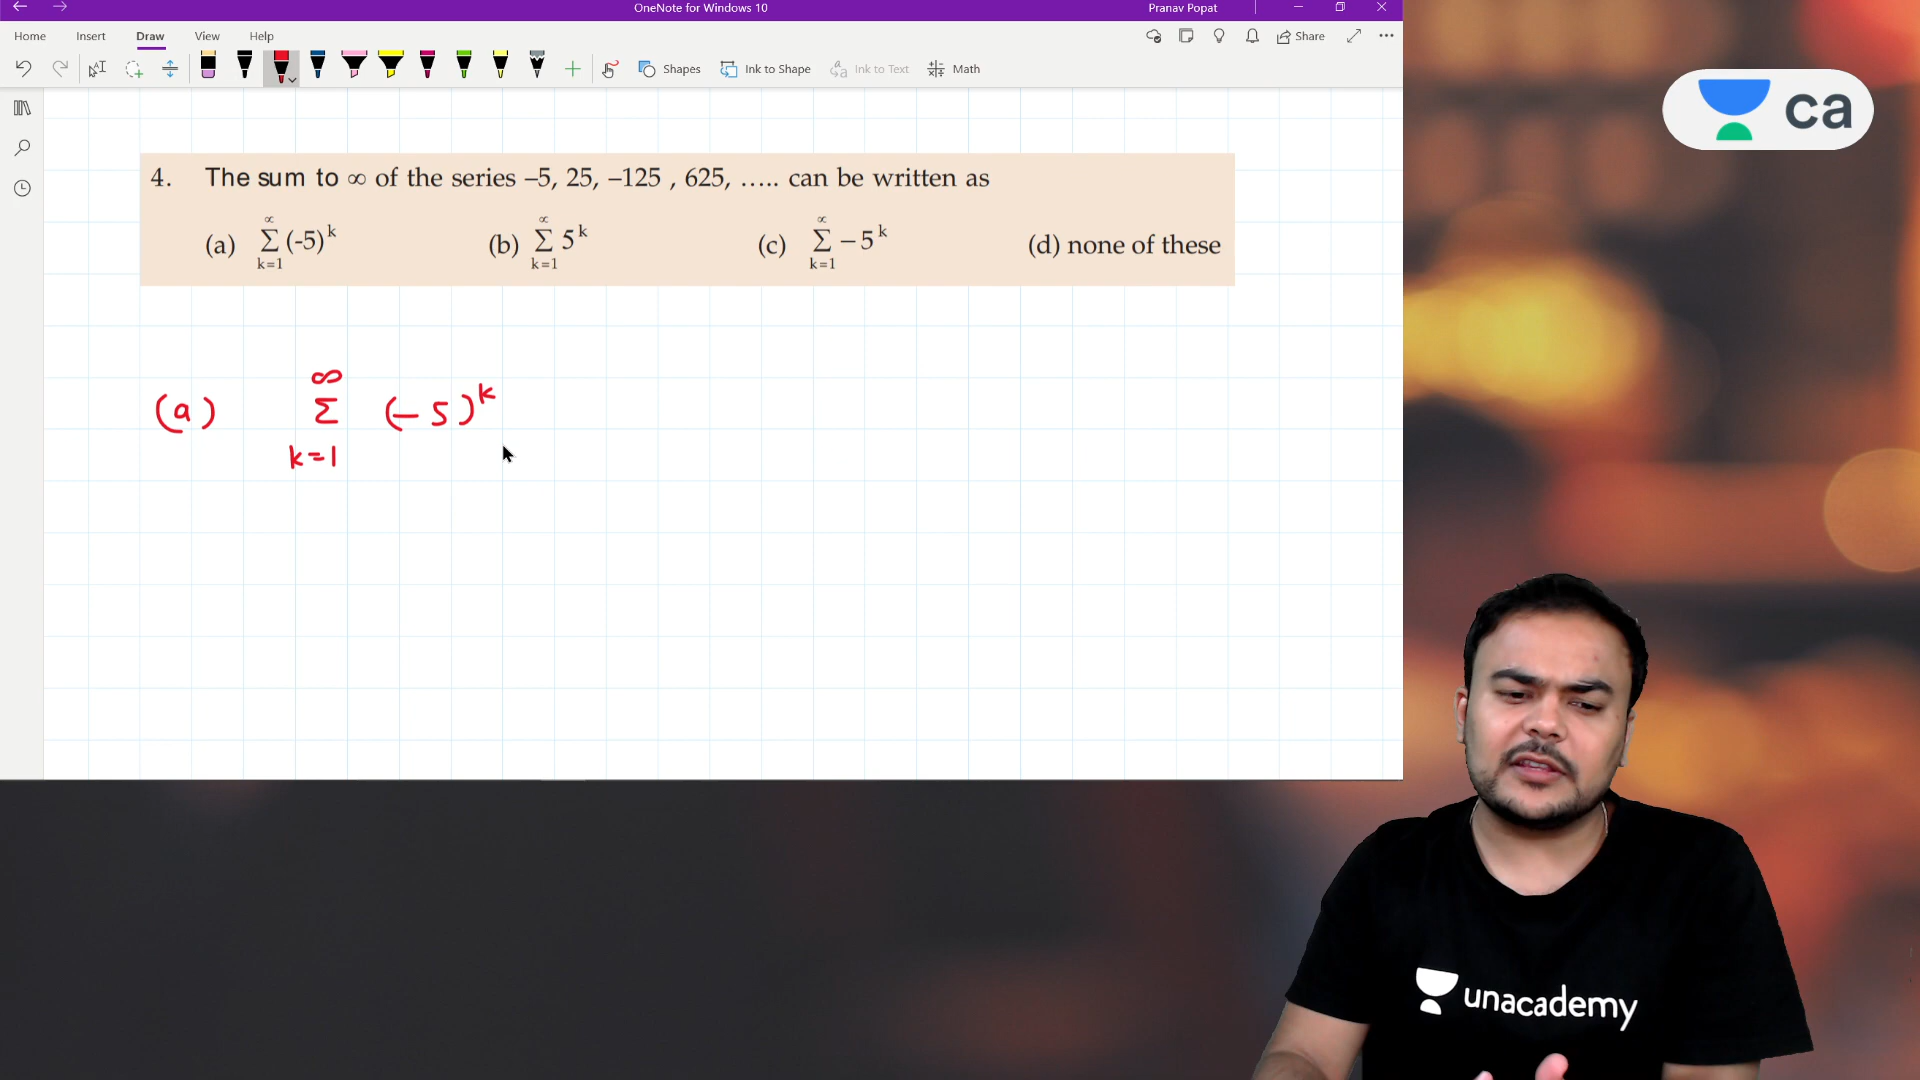 OneNote for Windows 10
Pranav Popat
Home Insert Draw View Help
Share
Shapes Ink to Shape Ink to Text Math
ca
4. The sum to ∝ of the series –5, 25, –125 , 625, ….. can be written as
(a) ∑_{k=1}^{∝} (-5)^k (b) ∑_{k=1}^{∝} 5^k (c) ∑_{k=1}^{∝} – 5^k (d) none of these
(a) ∑_{k=1}^{∞} (-5)^k
unacademy